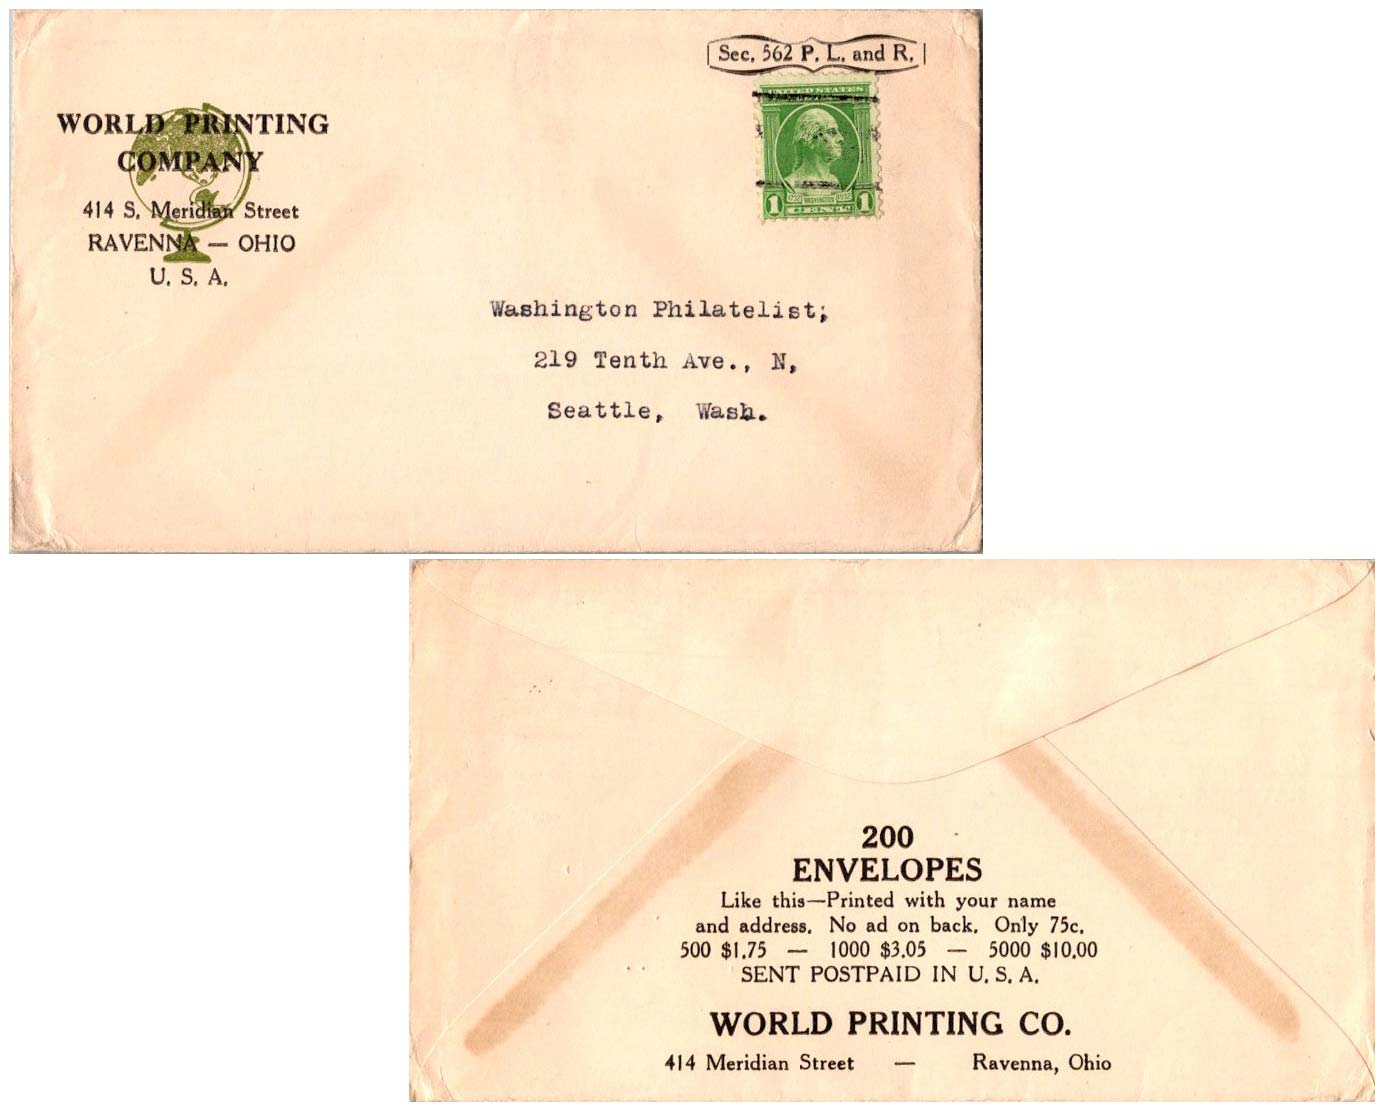 WORLD PRINTING
COMPANY
414 S. Meridian Street
RAVENNA — OHIO
U. S. A.
Sec. 562 P. L. and R.
UNITED STATES
1732 WASHINGTON 1932
1 CENT 1
Washington Philatelist;
219 Tenth Ave., N,
Seattle, Wash.
200
ENVELOPES
Like this—Printed with your name
and address. No ad on back. Only 75c.
500 $1.75 — 1000 $3.05 — 5000 $10.00
SENT POSTPAID IN U. S. A.
WORLD PRINTING CO.
414 Meridian Street — Ravenna, Ohio